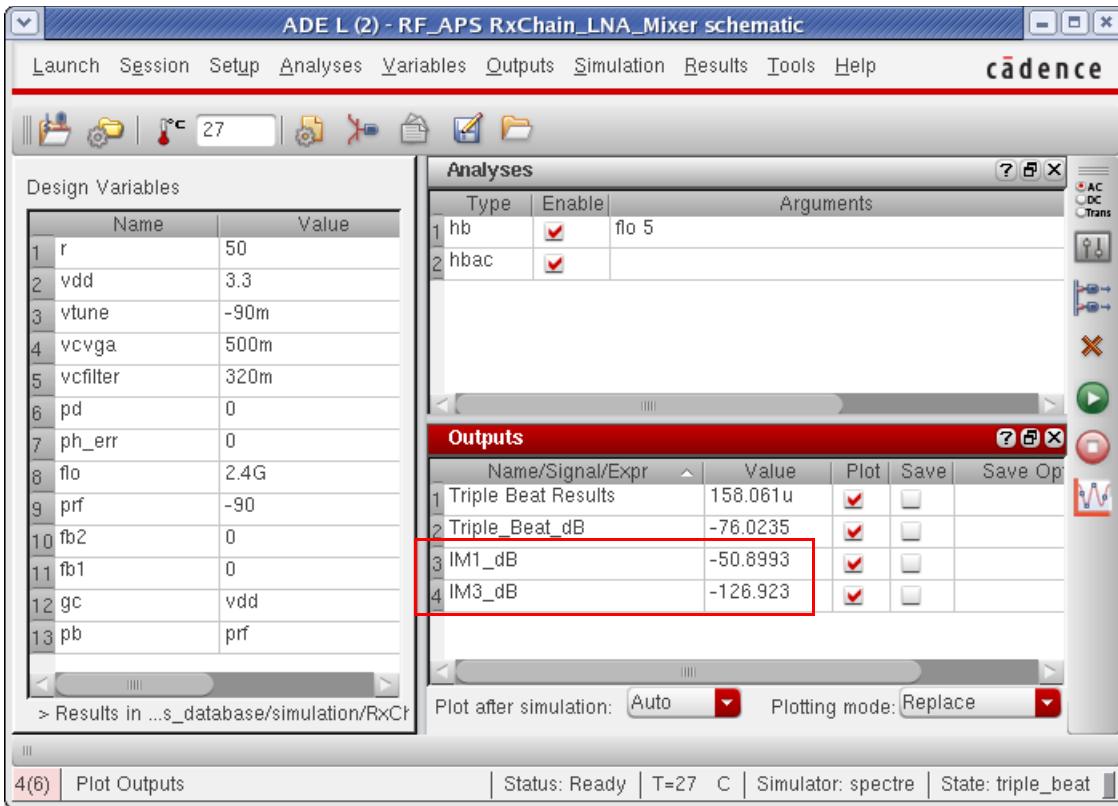 ADE L (2) - RF_APS RxChain_LNA_Mixer schematic
Launch Session Setup Analyses Variables Outputs Simulation Results Tools Help cādence
°C 27
Design Variables
Name Value
1 r 50
2 vdd 3.3
3 vtune -90m
4 vcvga 500m
5 vcfilter 320m
6 pd 0
7 ph_err 0
8 flo 2.4G
9 prf -90
10 fb2 0
11 fb1 0
12 gc vdd
13 pb prf
> Results in ...s_database/simulation/RxCh
Analyses
Type Enable Arguments
1 hb flo 5
2 hbac
Outputs
Name/Signal/Expr Value Plot Save Save Op
1 Triple Beat Results 158.061u
2 Triple_Beat_dB -76.0235
3 IM1_dB -50.8993
4 IM3_dB -126.923
Plot after simulation: Auto Plotting mode: Replace
AC
DC
Trans
4(6) Plot Outputs Status: Ready T=27 C Simulator: spectre State: triple_beat